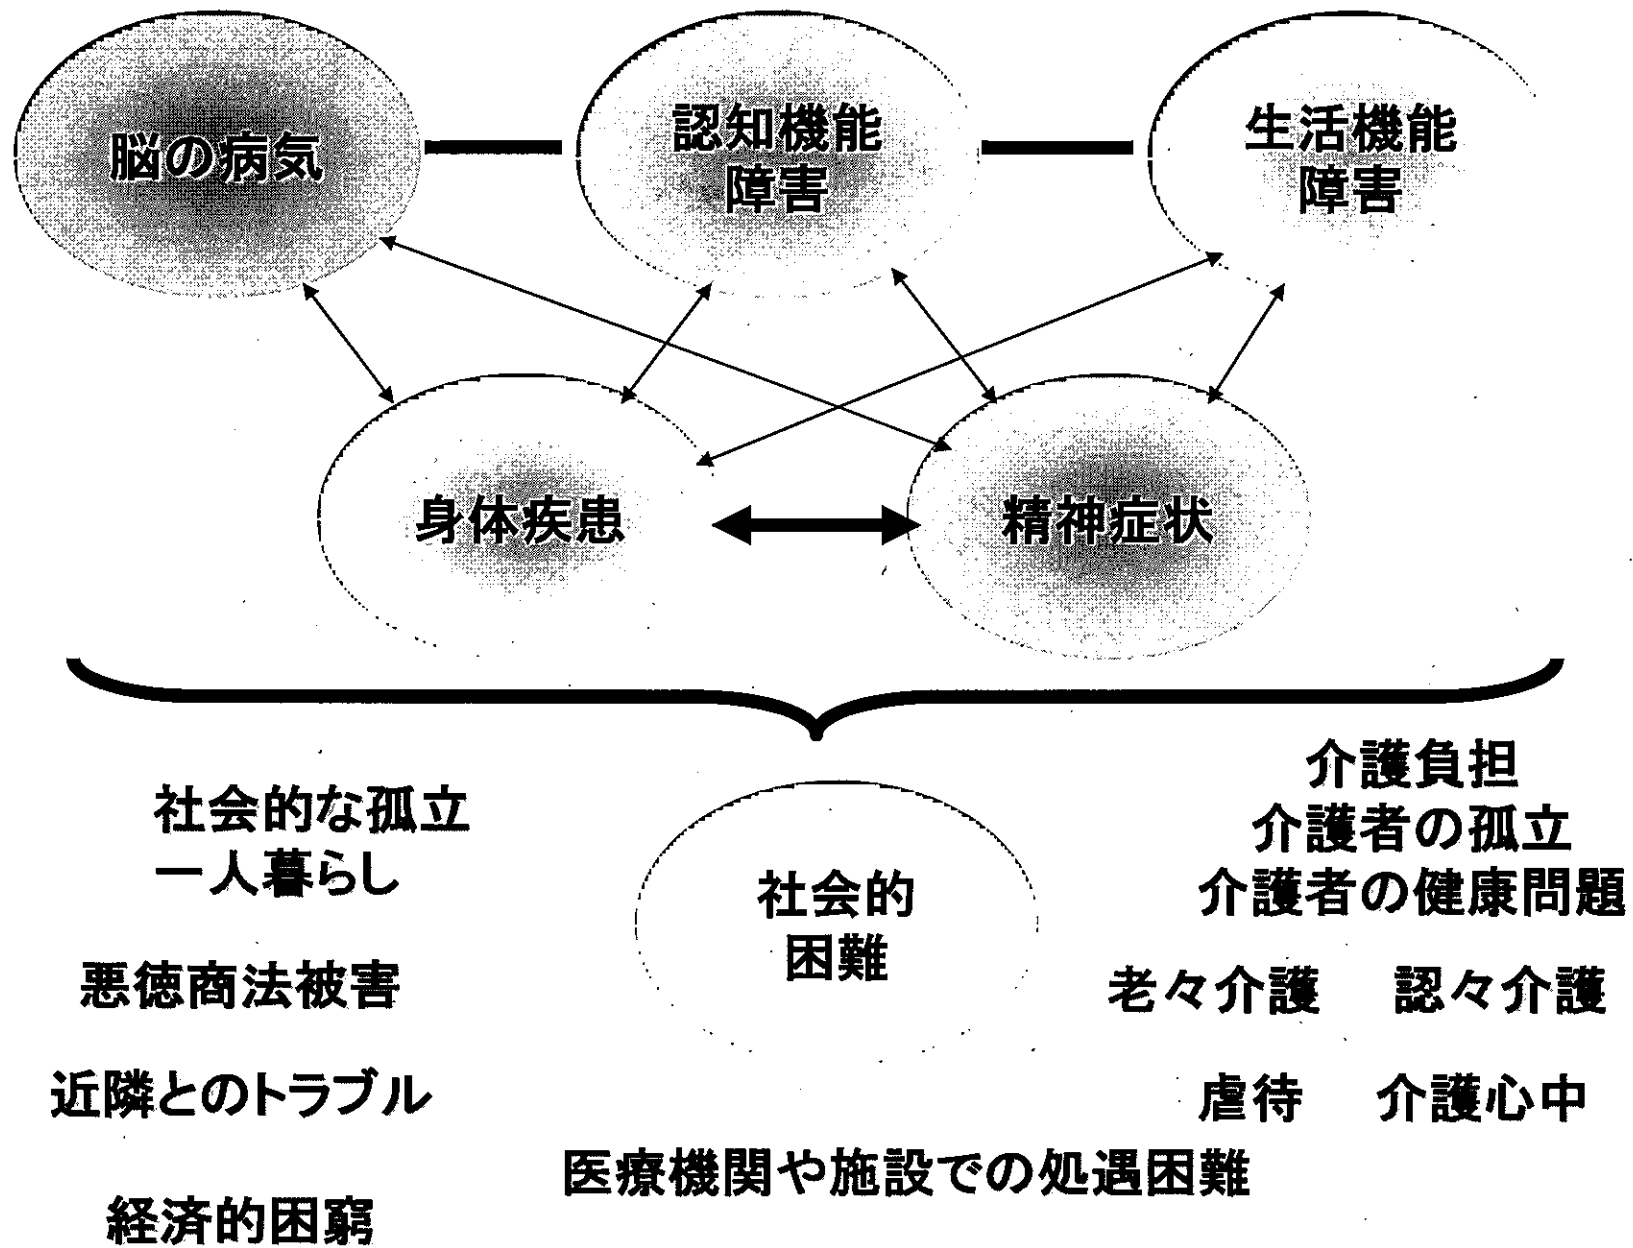 脳の病気
認知機能
障害
生活機能
障害
身体疾患
精神症状
社会的な孤立
一人暮らし
悪徳商法被害
近隣とのトラブル
経済的困窮
社会的
困難
医療機関や施設での処遇困難
介護負担
介護者の孤立
介護者の健康問題
老々介護 認々介護
虐待 介護心中